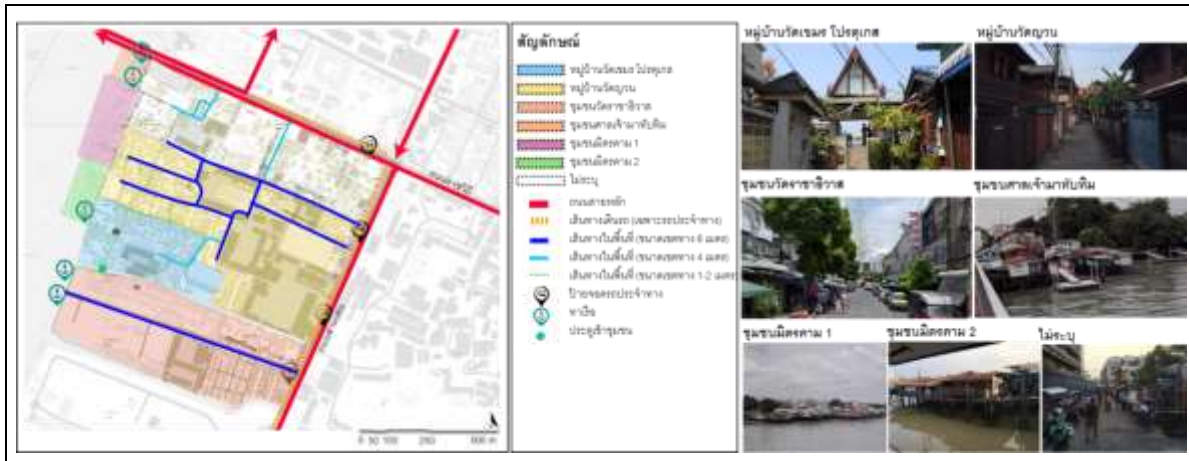 สัญลักษณ์
หมู่บ้านวัดเขมร โปรตุเกส
หมู่บ้านวัดญวน
ชุมชนวัดราชาธิวาส
ชุมชนศาลเจ้าแม่ทับทิม
ชุมชนมิตรคาม 1
ชุมชนมิตรคาม 2
ไม่ระบุ
ถนนสายหลัก
เส้นทางเดินรถ (เฉพาะรถประจำทาง)
เส้นทางในพื้นที่ (ขนาดเขตทาง 6 เมตร)
เส้นทางในพื้นที่ (ขนาดเขตทาง 4 เมตร)
เส้นทางในพื้นที่ (ขนาดเขตทาง 1-2 เมตร)
ป้ายจอดรถประจำทาง
ท่าเรือ
ประตูเข้าชุมชน
0 50 100 250 500 m
หมู่บ้านวัดเขมร โปรตุเกส
หมู่บ้านวัดญวน
ชุมชนวัดราชาธิวาส
ชุมชนศาลเจ้ามาทับทิม
ชุมชนมิตรคาม 1
ชุมชนมิตรคาม 2
ไม่ระบุ